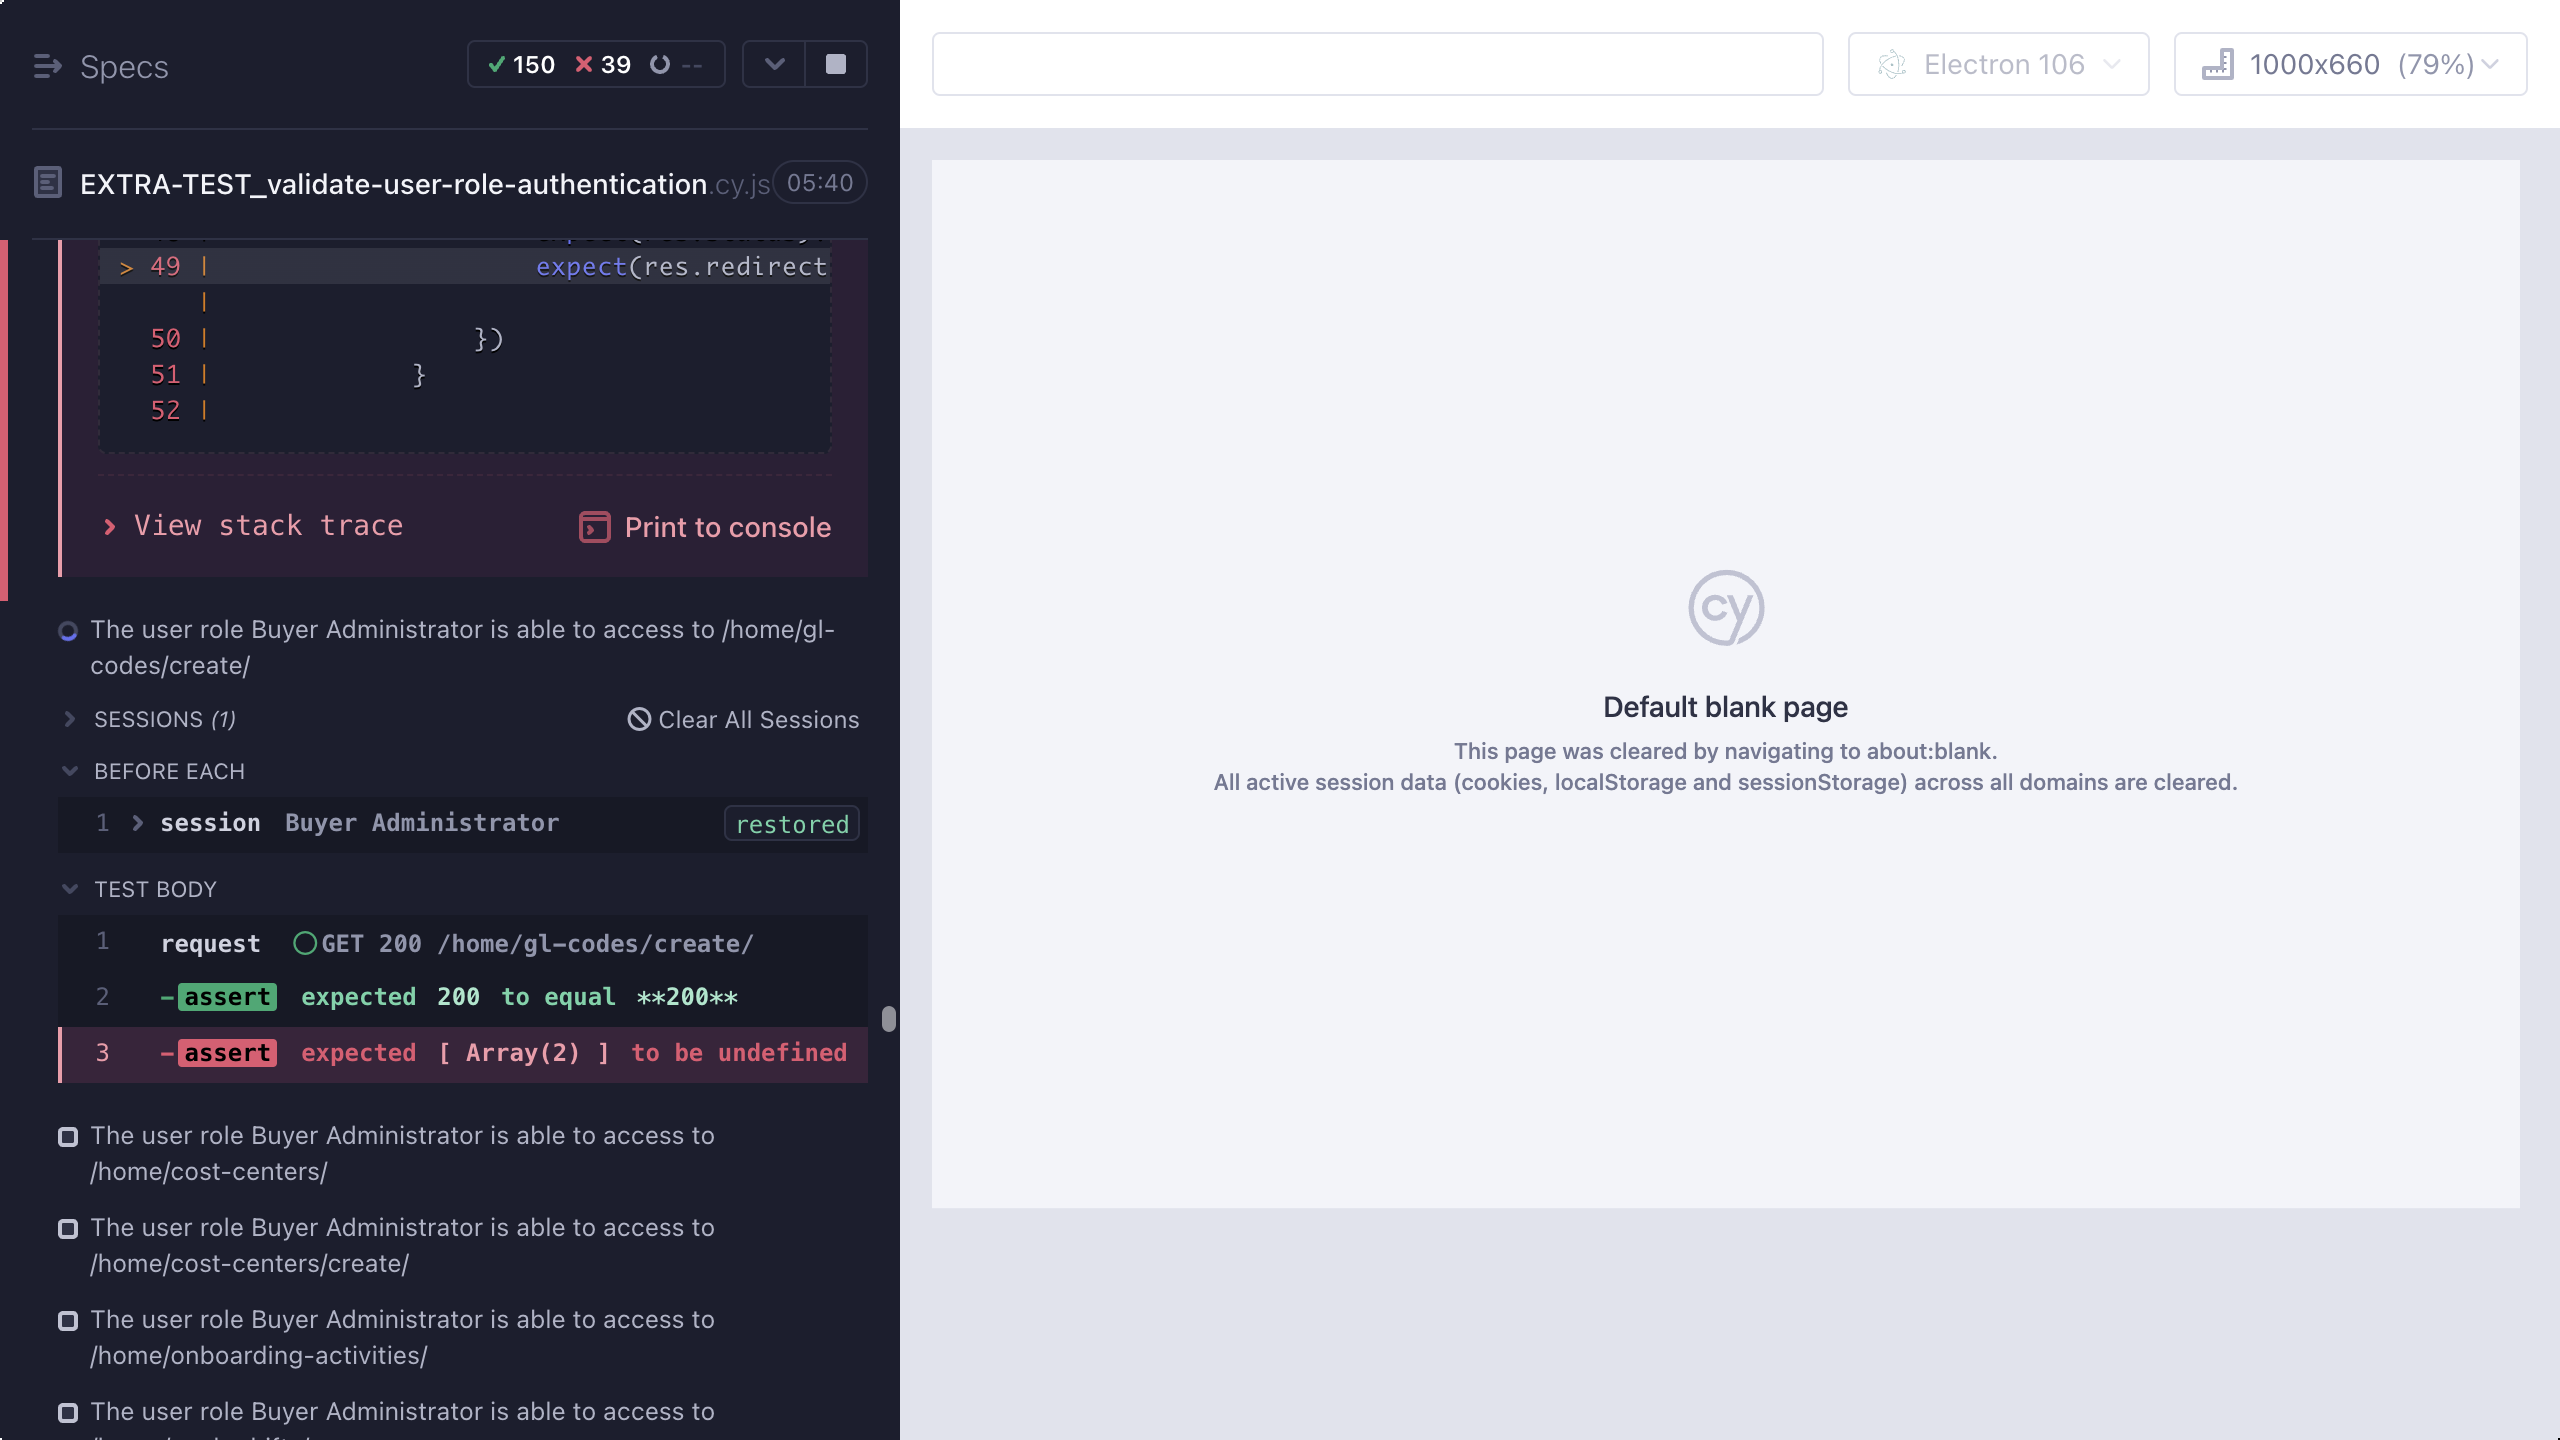 Specs
150 39 --
EXTRA-TEST_validate-user-role-authentication.cy.js 05:40
> 49 | expect(res.redirect
|
50 | })
51 | }
52 |
View stack trace
Print to console
The user role Buyer Administrator is able to access to /home/gl-
codes/create/
SESSIONS (1)
Clear All Sessions
BEFORE EACH
1 session Buyer Administrator restored
TEST BODY
1 request GET 200 /home/gl-codes/create/
2 -assert expected 200 to equal **200**
3 -assert expected [ Array(2) ] to be undefined
The user role Buyer Administrator is able to access to
/home/cost-centers/
The user role Buyer Administrator is able to access to
/home/cost-centers/create/
The user role Buyer Administrator is able to access to
/home/onboarding-activities/
The user role Buyer Administrator is able to access to
Electron 106
1000x660 (79%)
cy
Default blank page
This page was cleared by navigating to about:blank.
All active session data (cookies, localStorage and sessionStorage) across all domains are cleared.